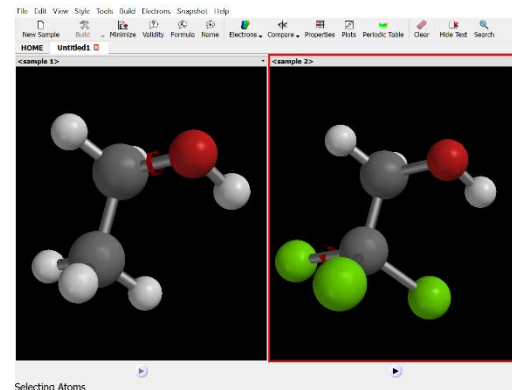 File Edit View Style Tools Build Electrons Snapshot Help
New Sample Build Minimize Validity Formula Name Electrons Compare Properties Plots Periodic Table Clear Hide Text Search
HOME Untitled1
<sample 1> <sample 2>
Selecting Atoms